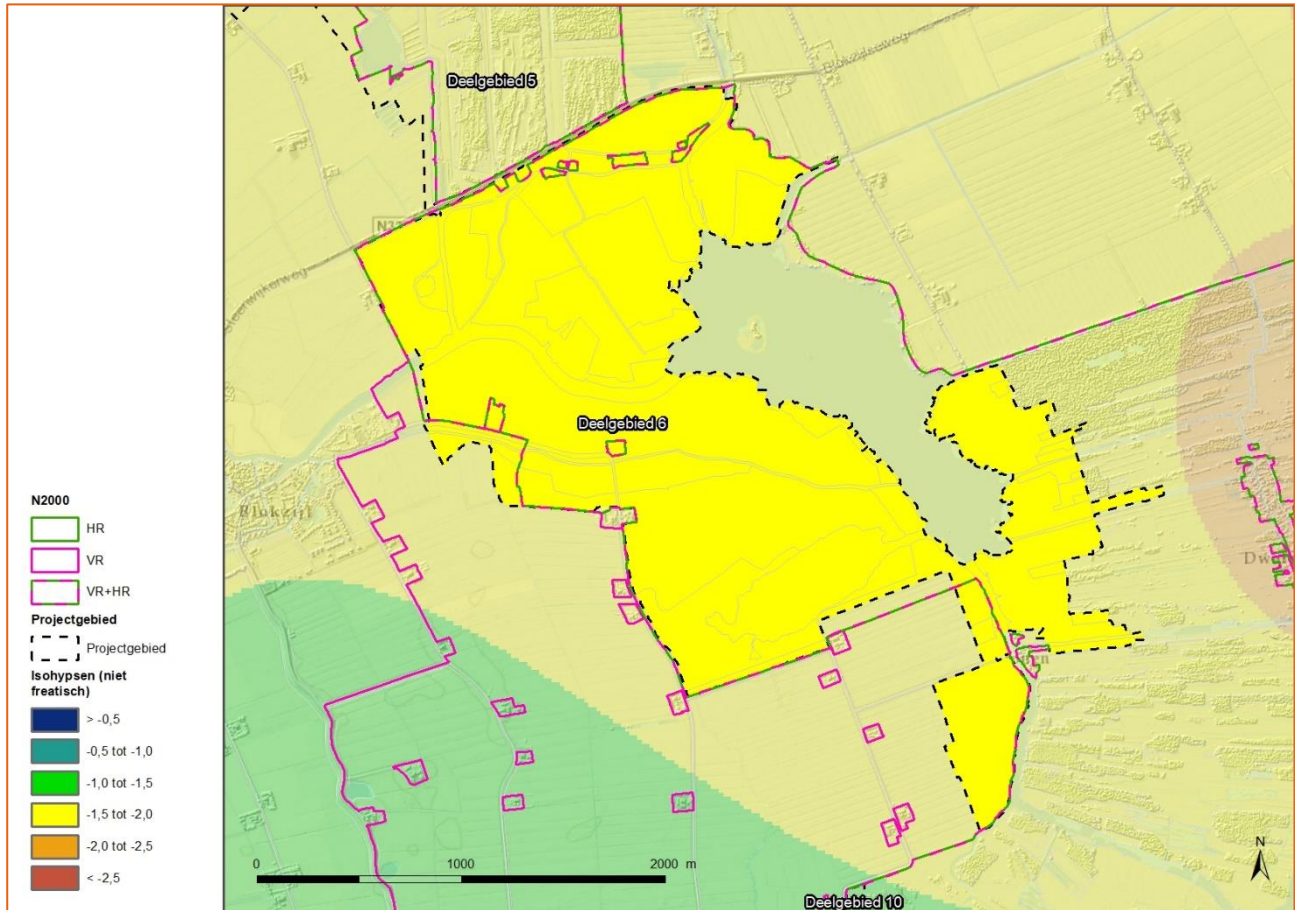 Deelgebied 5
Blokzijlseweg
Steenwijkerweg
Deelgebied 6
Blokzijl
N2000
HR
VR
VR+HR
Projectgebied
Projectgebied
Isohypsen (niet
freatisch)
> -0,5
-0,5 tot -1,0
-1,0 tot -1,5
-1,5 tot -2,0
-2,0 tot -2,5
< -2,5
0 1000 2000 m
N
Deelgebied 10